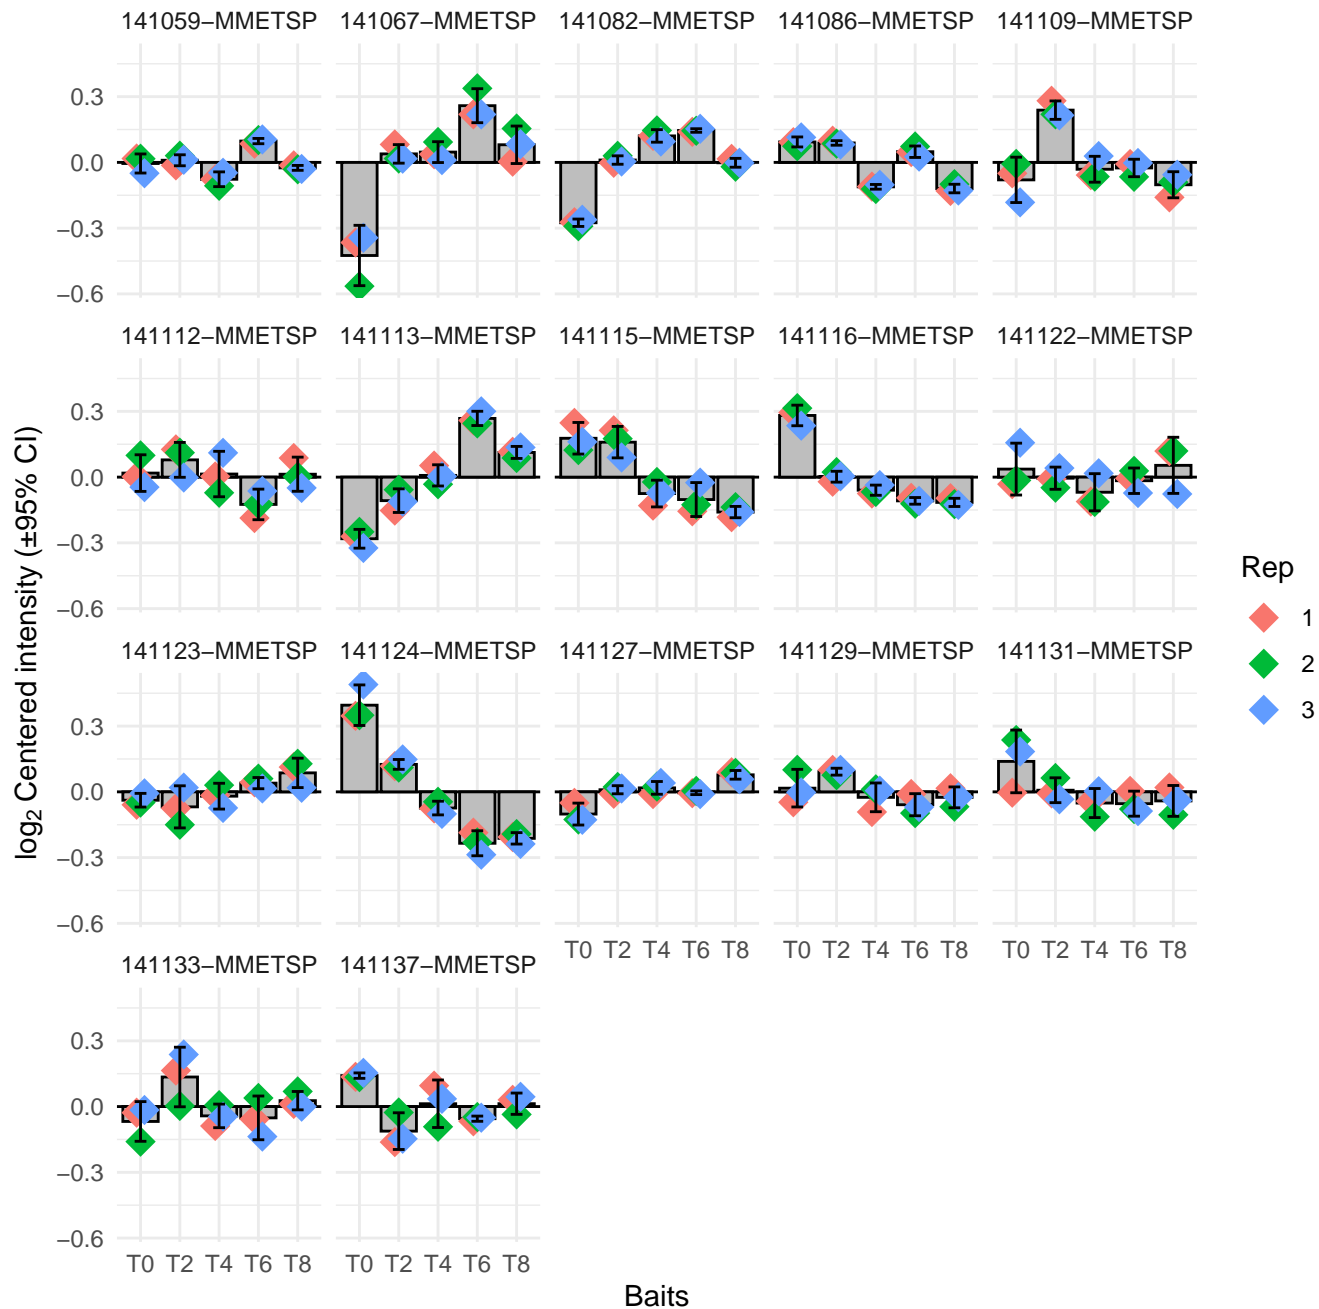 141059−MMETSP 141067−MMETSP 141082−MMETSP 141086−MMETSP 141109−MMETSP
0.3
0.0
−0.3
−0.6
141112−MMETSP 141113−MMETSP 141115−MMETSP 141116−MMETSP 141122−MMETSP
0.3
0.0
−0.3
−0.6
141123−MMETSP 141124−MMETSP 141127−MMETSP 141129−MMETSP 141131−MMETSP
0.3
0.0
−0.3
−0.6
T0 T2 T4 T6 T8 T0 T2 T4 T6 T8 T0 T2 T4 T6 T8
141133−MMETSP 141137−MMETSP
0.3
0.0
−0.3
−0.6
T0 T2 T4 T6 T8 T0 T2 T4 T6 T8
Baits
log₂ Centered intensity (±95% CI)
Rep
1
2
3